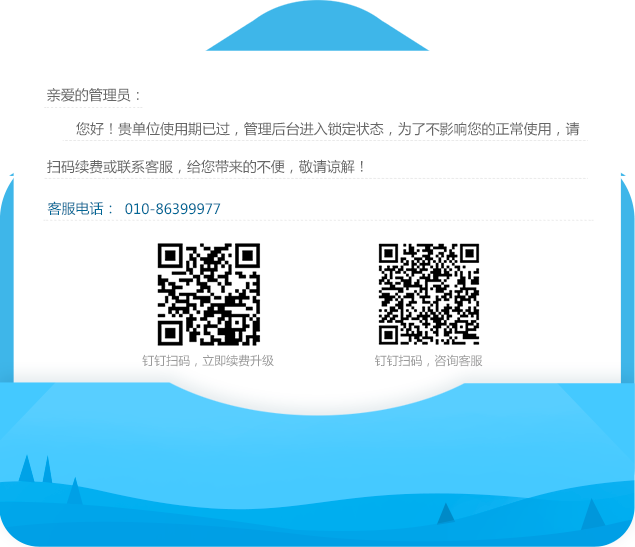 亲爱的管理员：
您好！贵单位使用期已过，管理后台进入锁定状态，为了不影响您的正常使用，请
扫码续费或联系客服，给您带来的不便，敬请谅解！
客服电话： 010-86399977
钉钉扫码，立即续费升级
钉钉扫码，咨询客服